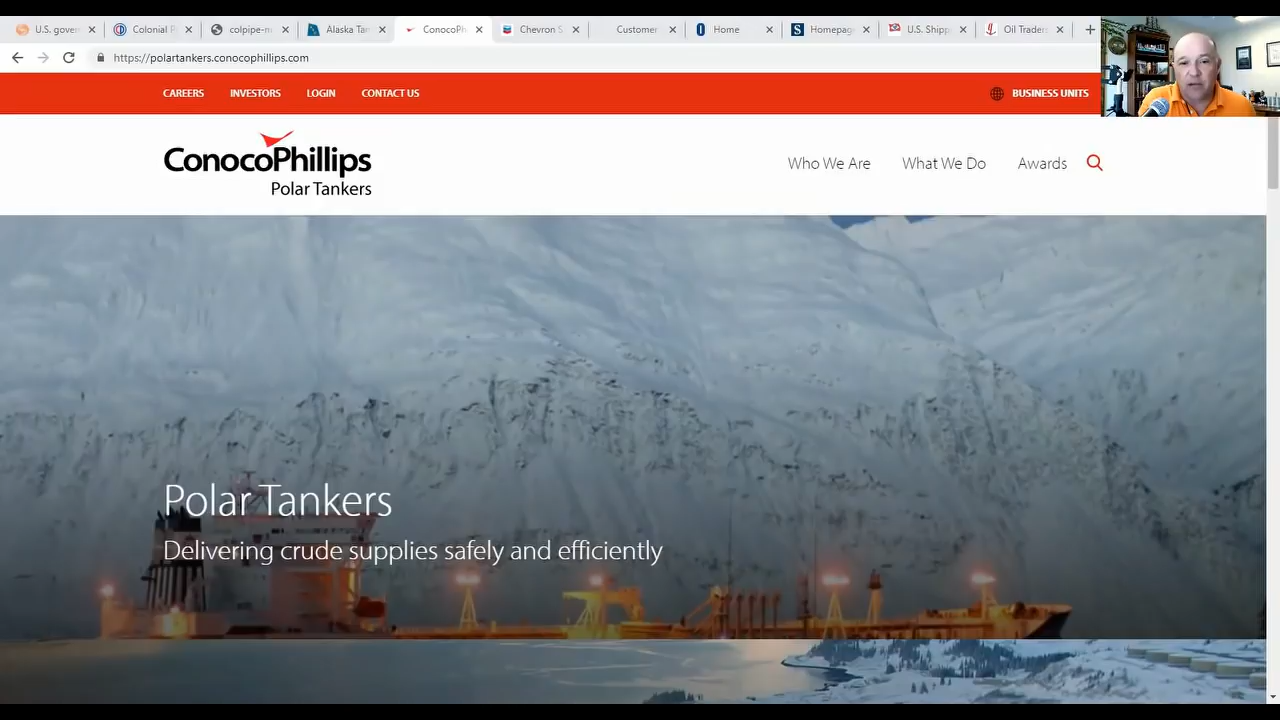 U.S. gover
Colonial P
colpipe-m
Alaska Tan
ConocoPh
Chevron S
Customer
Home
Homepag
U.S. Shipp
Oil Trader
https://polartankers.conocophillips.com
CAREERS
INVESTORS
LOGIN
CONTACT US
BUSINESS UNITS
ConocoPhillips
Polar Tankers
Who We Are
What We Do
Awards
Polar Tankers
Delivering crude supplies safely and efficiently